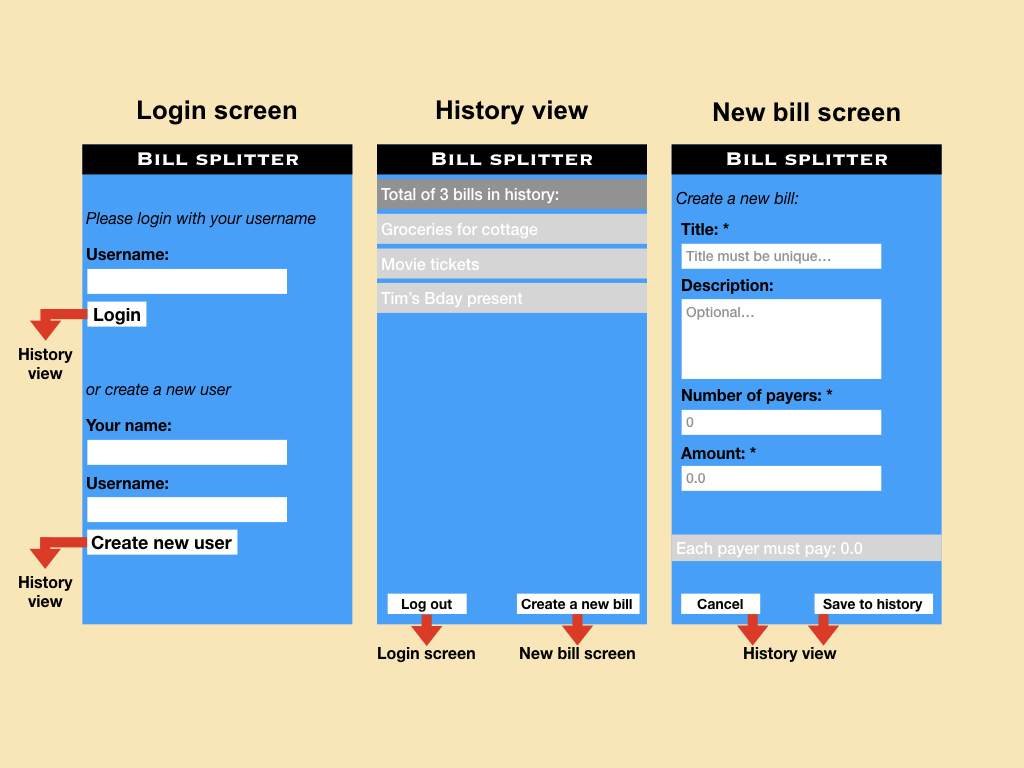 Login screen
BILL SPLITTER
Please login with your username
Username:
Login
History
view
or create a new user
Your name:
Username:
Create new user
History
view
History view
BILL SPLITTER
Total of 3 bills in history:
Groceries for cottage
Movie tickets
Tim's Bday present
Log out
Create a new bill
Login screen
New bill screen
New bill screen
BILL SPLITTER
Create a new bill:
Title: *
Title must be unique...
Description:
Optional...
Number of payers: *
0
Amount: *
0.0
Each payer must pay: 0.0
Cancel
Save to history
History view